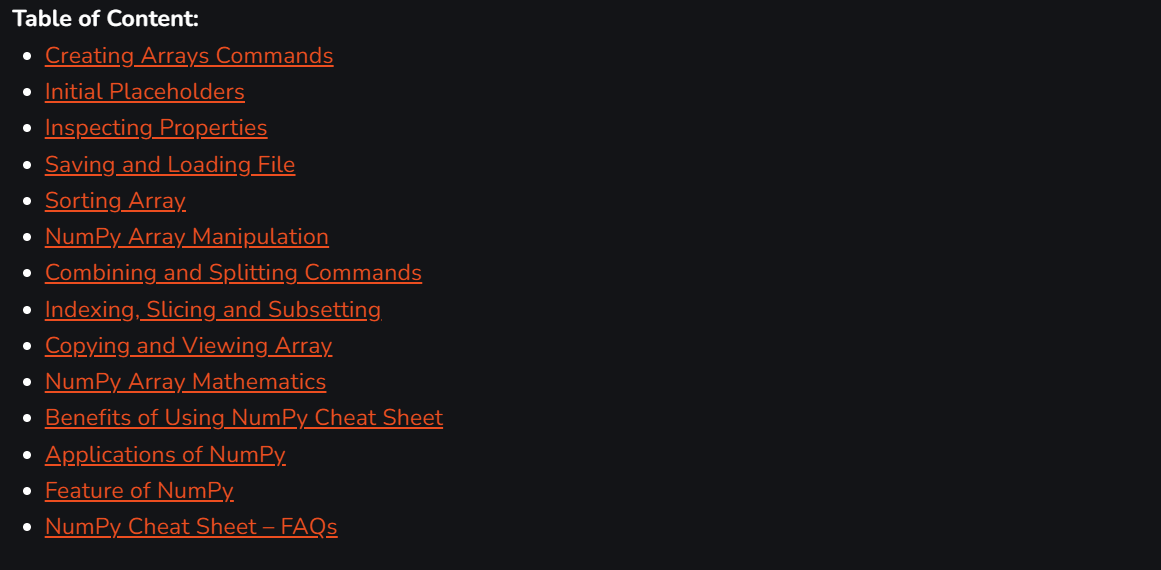 Table of Content:
Creating Arrays Commands
Initial Placeholders
Inspecting Properties
Saving and Loading File
Sorting Array
NumPy Array Manipulation
Combining and Splitting Commands
Indexing, Slicing and Subsetting
Copying and Viewing Array
NumPy Array Mathematics
Benefits of Using NumPy Cheat Sheet
Applications of NumPy
Feature of NumPy
NumPy Cheat Sheet – FAQs